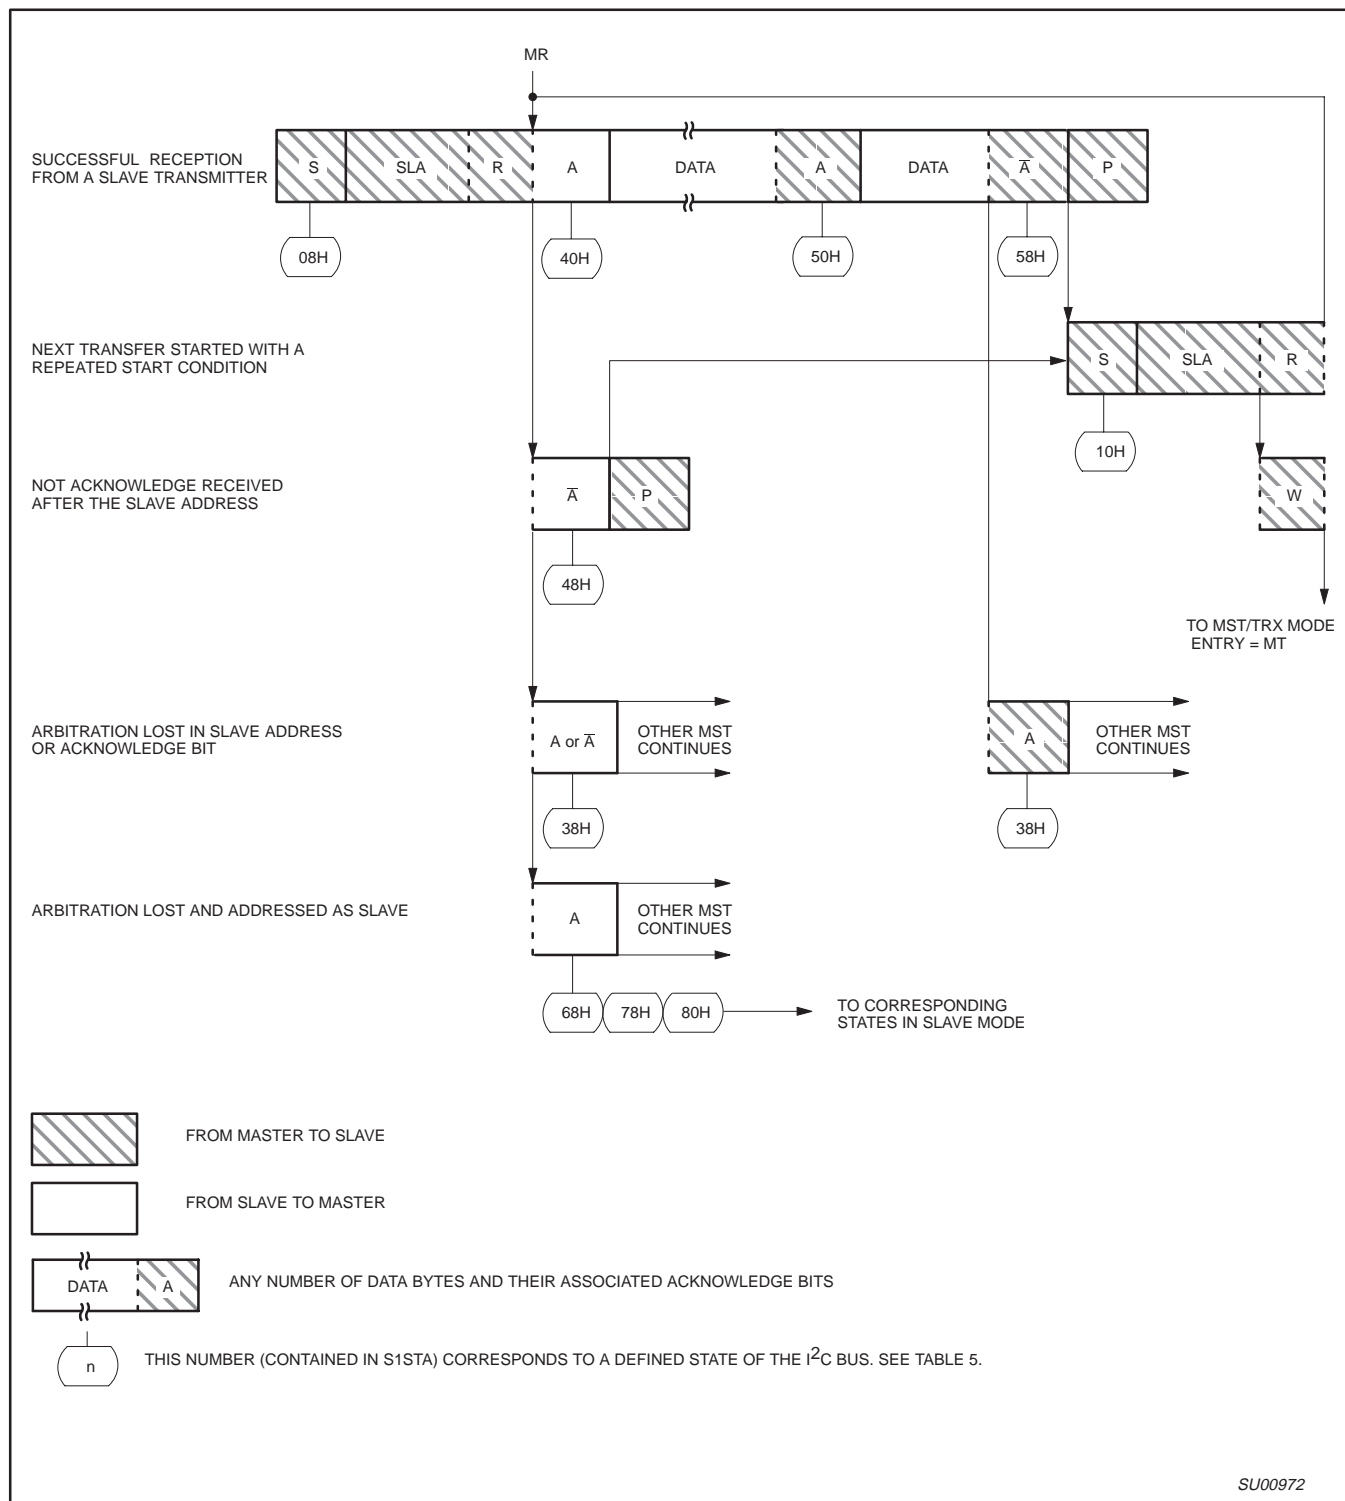 MR
SUCCESSFUL RECEPTION
FROM A SLAVE TRANSMITTER
S SLA R A DATA A DATA A̅ P
08H 40H 50H 58H
NEXT TRANSFER STARTED WITH A
REPEATED START CONDITION
S SLA R
10H
NOT ACKNOWLEDGE RECEIVED
AFTER THE SLAVE ADDRESS
A̅ P W
48H
TO MST/TRX MODE
ENTRY = MT
ARBITRATION LOST IN SLAVE ADDRESS
OR ACKNOWLEDGE BIT
A or A̅
OTHER MST
CONTINUES
A
OTHER MST
CONTINUES
38H 38H
ARBITRATION LOST AND ADDRESSED AS SLAVE
A
OTHER MST
CONTINUES
68H 78H 80H
TO CORRESPONDING
STATES IN SLAVE MODE
FROM MASTER TO SLAVE
FROM SLAVE TO MASTER
DATA A
ANY NUMBER OF DATA BYTES AND THEIR ASSOCIATED ACKNOWLEDGE BITS
n
THIS NUMBER (CONTAINED IN S1STA) CORRESPONDS TO A DEFINED STATE OF THE I²C BUS. SEE TABLE 5.
SU00972